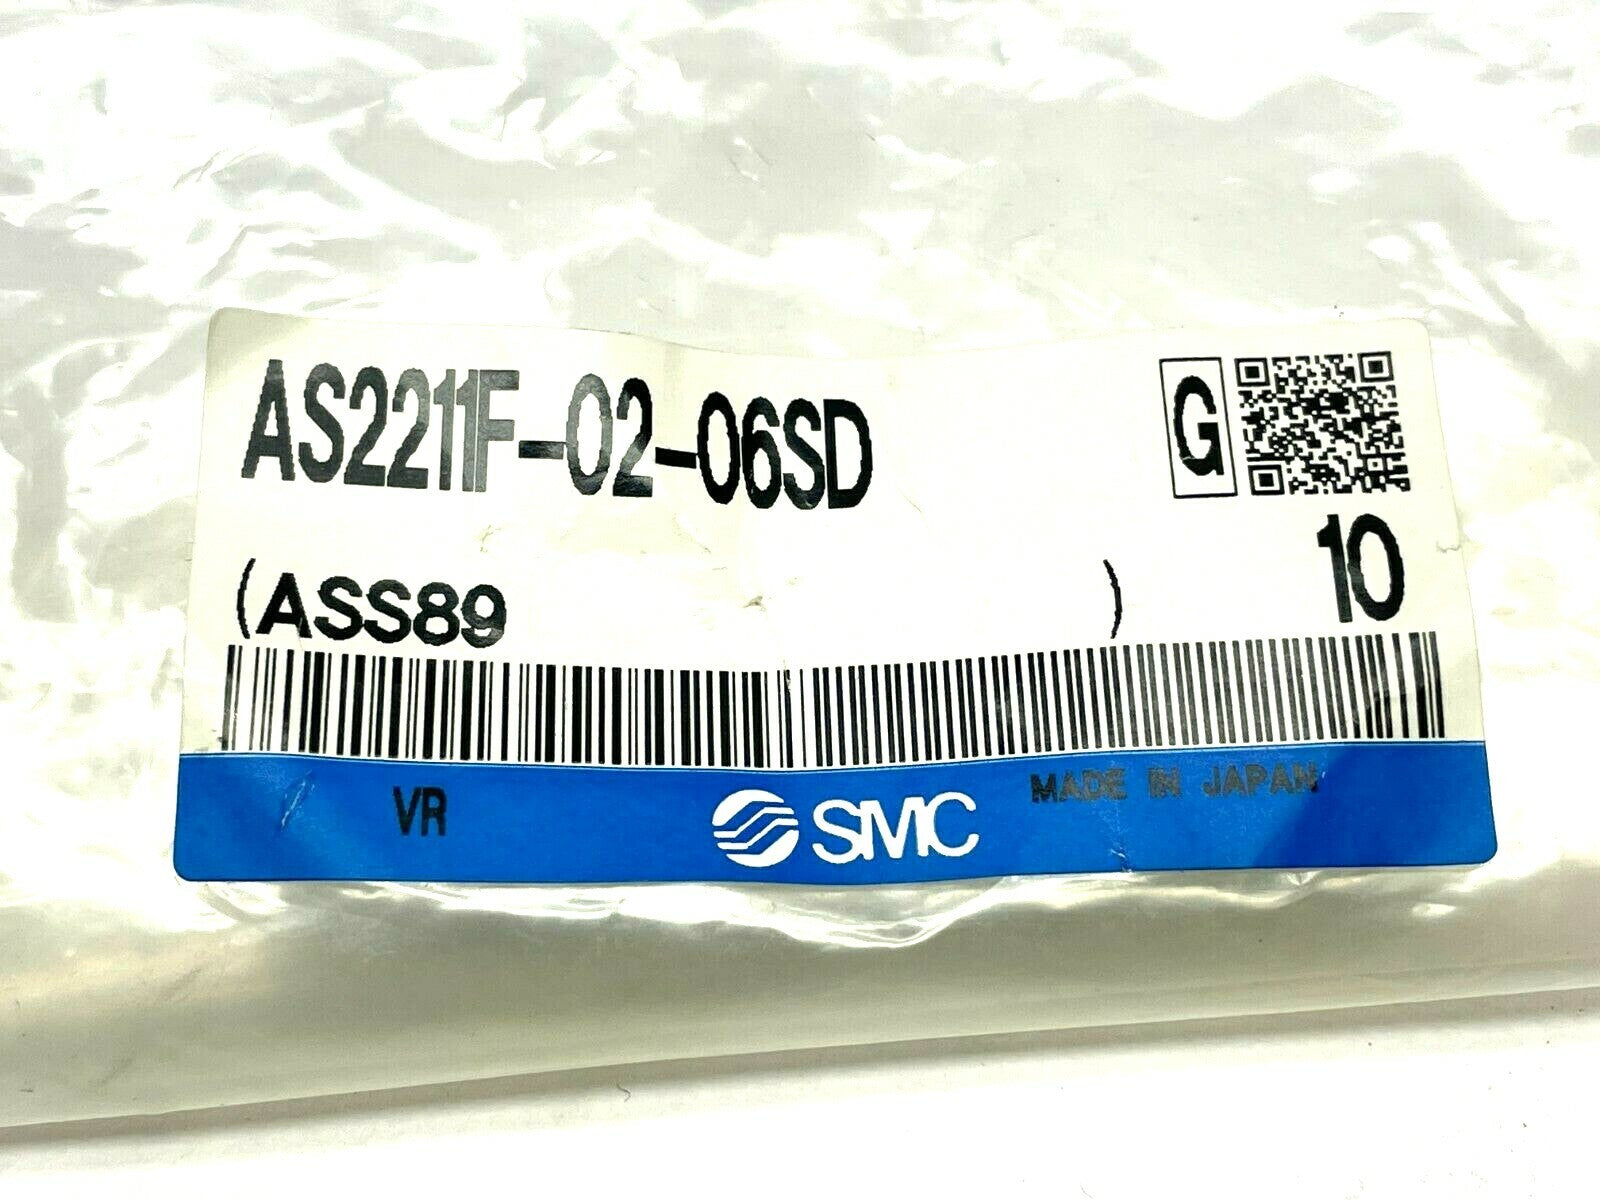 AS2211F-02-06SD
G
10
(ASS89 )
VR
SMC
MADE IN JAPAN